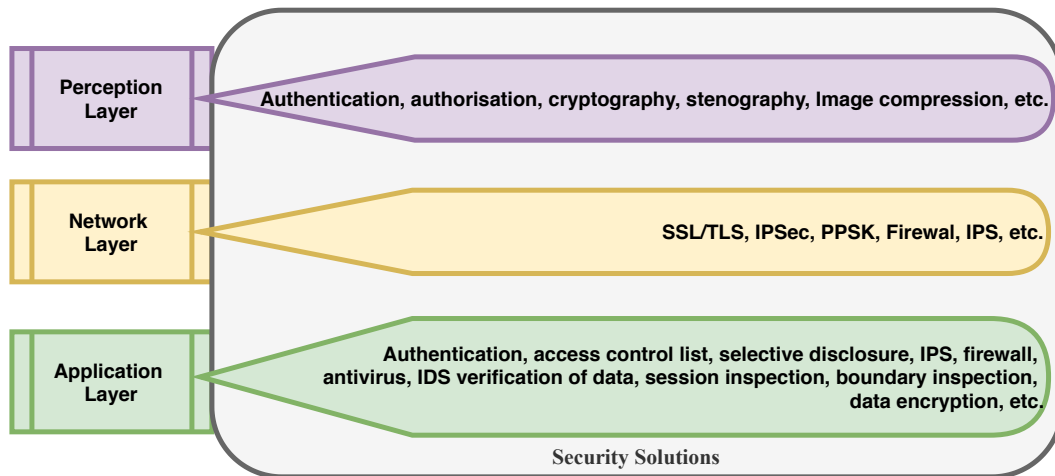 Perception
Layer
Authentication, authorisation, cryptography, stenography, Image compression, etc.
Network
Layer
SSL/TLS, IPSec, PPSK, Firewal, IPS, etc.
Application
Layer
Authentication, access control list, selective disclosure, IPS, firewall,
antivirus, IDS verification of data, session inspection, boundary inspection,
data encryption, etc.
Security Solutions